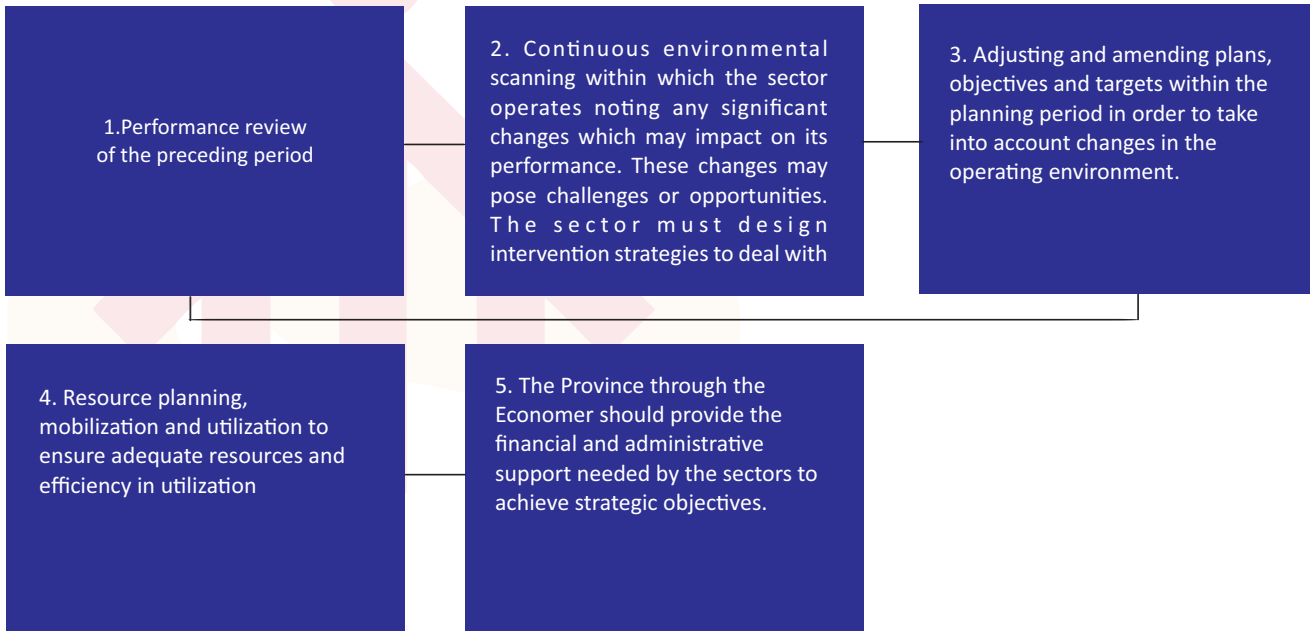 1.Performance review
of the preceding period
2. Continuous environmental
scanning within which the sector
operates noting any significant
changes which may impact on its
performance. These changes may
pose challenges or opportunities.
The sector must design
intervention strategies to deal with
3. Adjusting and amending plans,
objectives and targets within the
planning period in order to take
into account changes in the
operating environment.
4. Resource planning,
mobilization and utilization to
ensure adequate resources and
efficiency in utilization
5. The Province through the
Economer should provide the
financial and administrative
support needed by the sectors to
achieve strategic objectives.